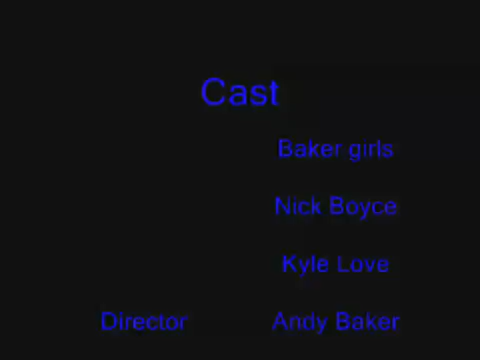 Cast
Baker girls
Nick Boyce
Kyle Love
Director Andy Baker